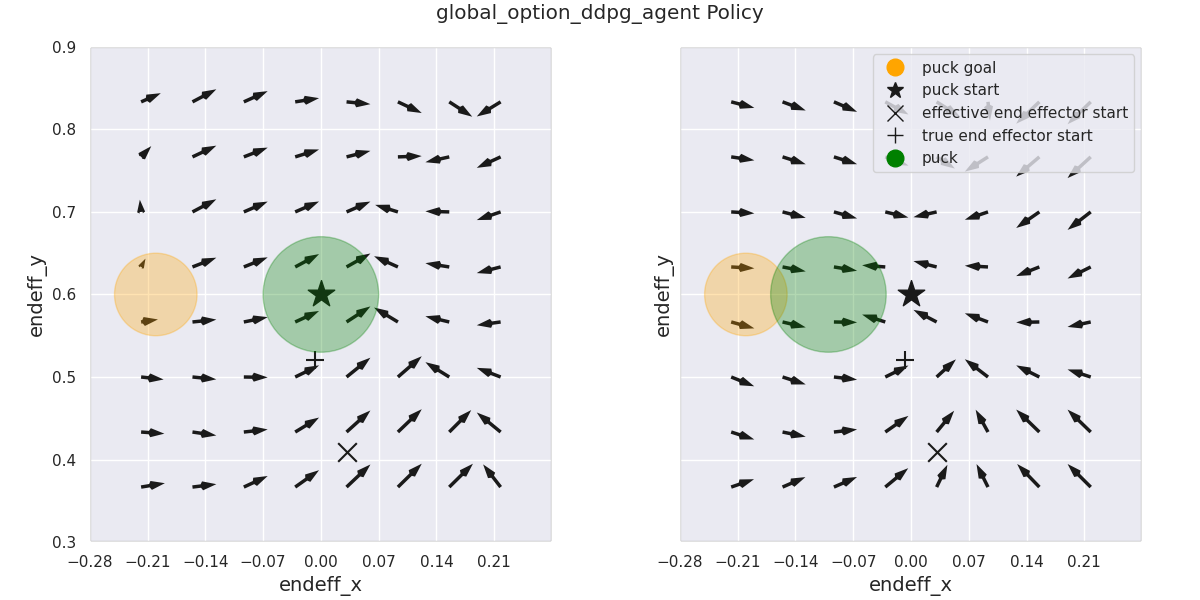 global_option_ddpg_agent Policy
endeff_y
0.9
0.8
0.7
0.6
0.5
0.4
0.3
−0.28 −0.21 −0.14 −0.07 0.00 0.07 0.14 0.21
endeff_x
endeff_y
puck goal
puck start
effective end effector start
true end effector start
puck
−0.28 −0.21 −0.14 −0.07 0.00 0.07 0.14 0.21
endeff_x